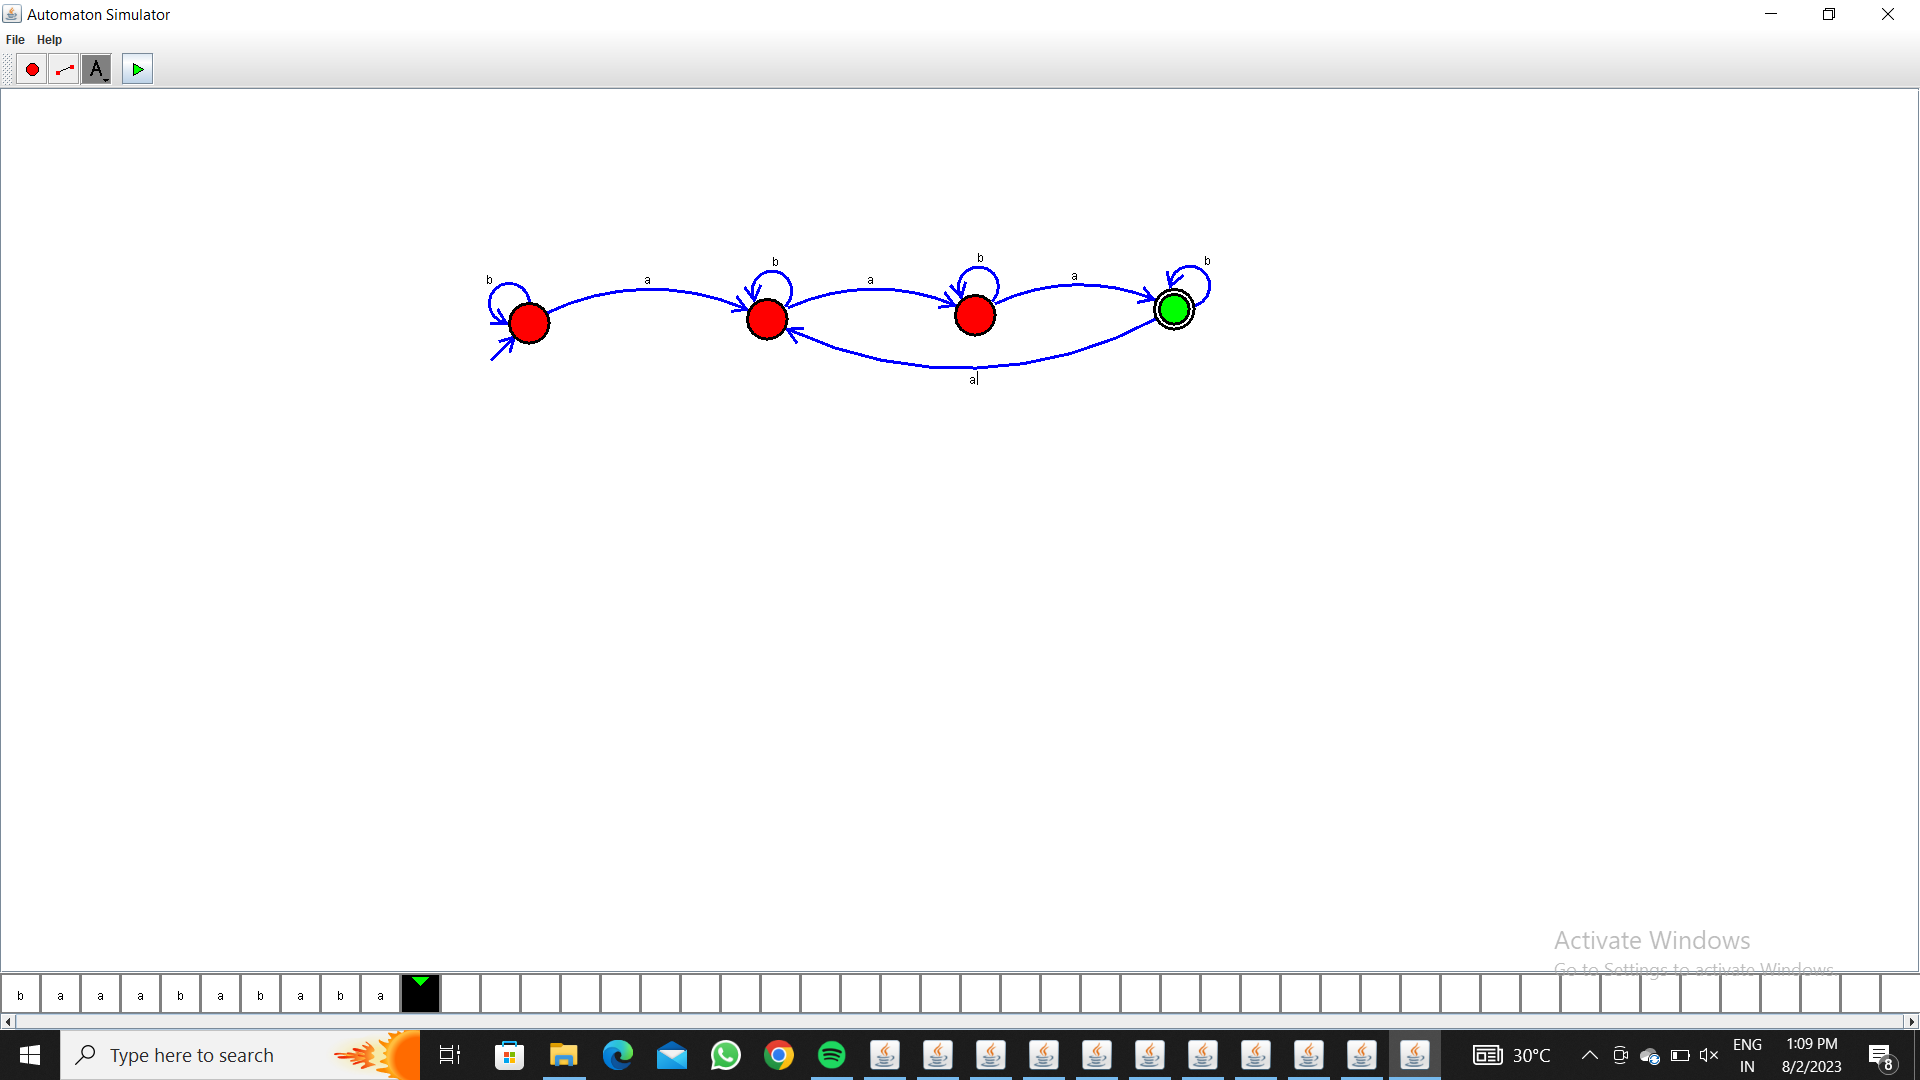 Automaton Simulator
File Help
A
b a b a b a b
a
b a a a b a b a b a
Activate Windows
Go to Settings to activate Windows.
Type here to search
30°C
ENG
IN
1:09 PM
8/2/2023
8